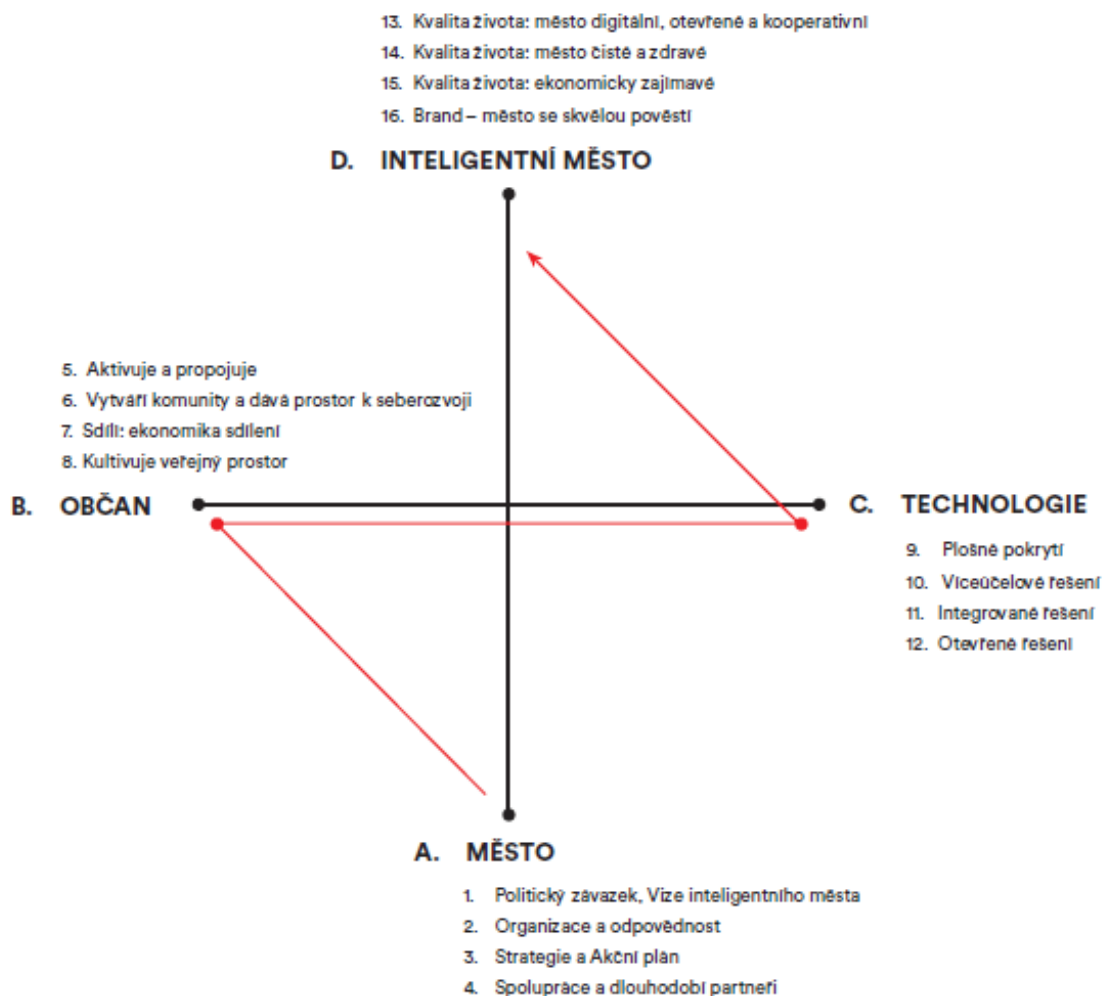 13. Kvalita života: město digitální, otevřené a kooperativní
14. Kvalita života: město čisté a zdravé
15. Kvalita života: ekonomicky zajímavé
16. Brand – město se skvělou pověstí
D. INTELIGENTNÍ MĚSTO
5. Aktivuje a propojuje
6. Vytváří komunity a dává prostor k seberozvoji
7. Sdílí: ekonomika sdílení
8. Kultivuje veřejný prostor
B. OBČAN
C. TECHNOLOGIE
9. Plošné pokrytí
10. Víceúčelové řešení
11. Integrované řešení
12. Otevřené řešení
A. MĚSTO
1. Politický závazek, Vize inteligentního města
2. Organizace a odpovědnost
3. Strategie a Akční plán
4. Spolupráce a dlouhodobí partneři